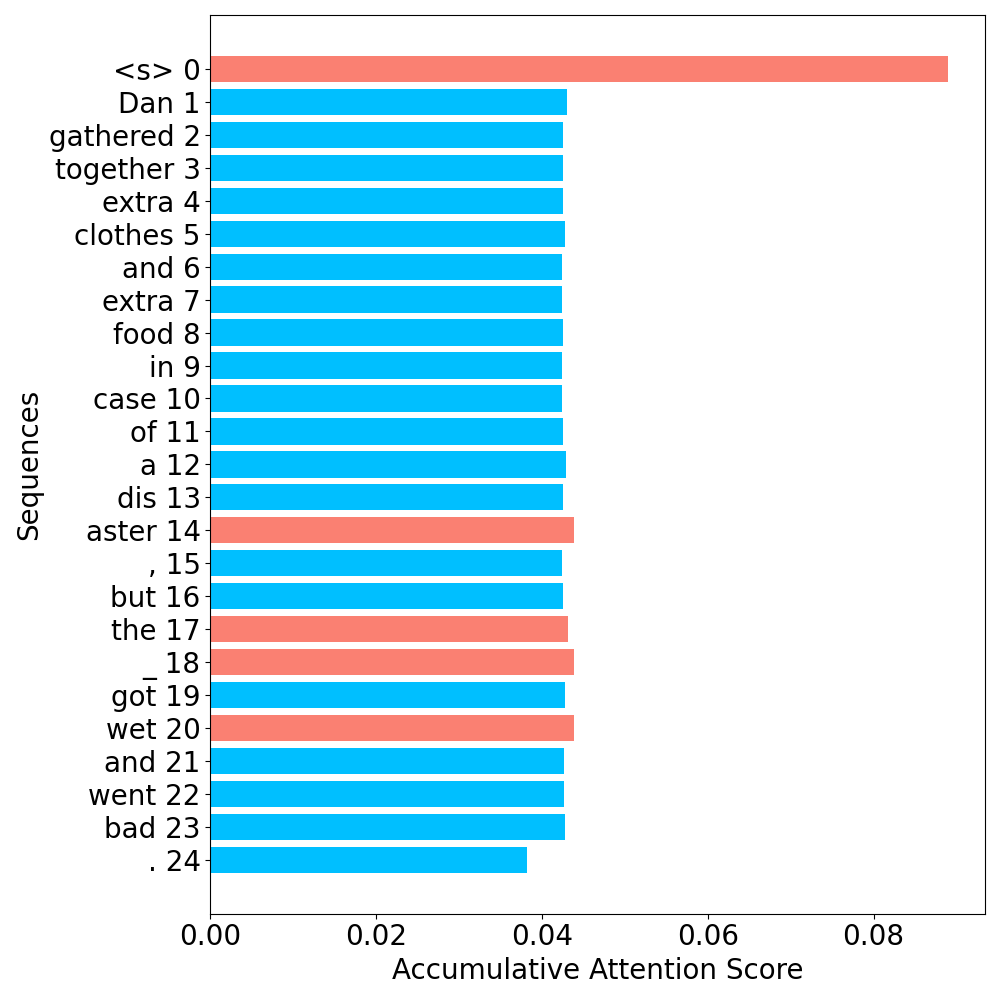 <s> 0
Dan 1
gathered 2
together 3
extra 4
clothes 5
and 6
extra 7
food 8
in 9
case 10
of 11
a 12
dis 13
aster 14
, 15
but 16
the 17
_ 18
got 19
wet 20
and 21
went 22
bad 23
. 24
Sequences
0.00 0.02 0.04 0.06 0.08
Accumulative Attention Score